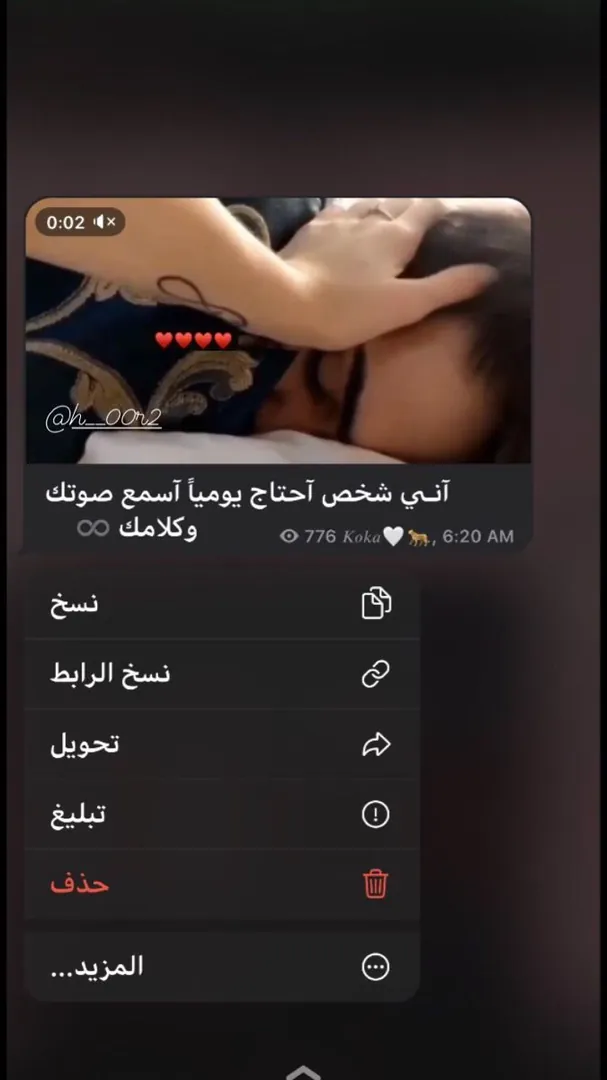 0:02
❤️❤️❤️❤️
@h__00r2
آنـي شخص آحتاج يومياً آسمع صوتك
وكلامك ♾
776 Koka🤍🐆, 6:20 AM
نسخ
نسخ الرابط
تحويل
تبليغ
حذف
المزيد...